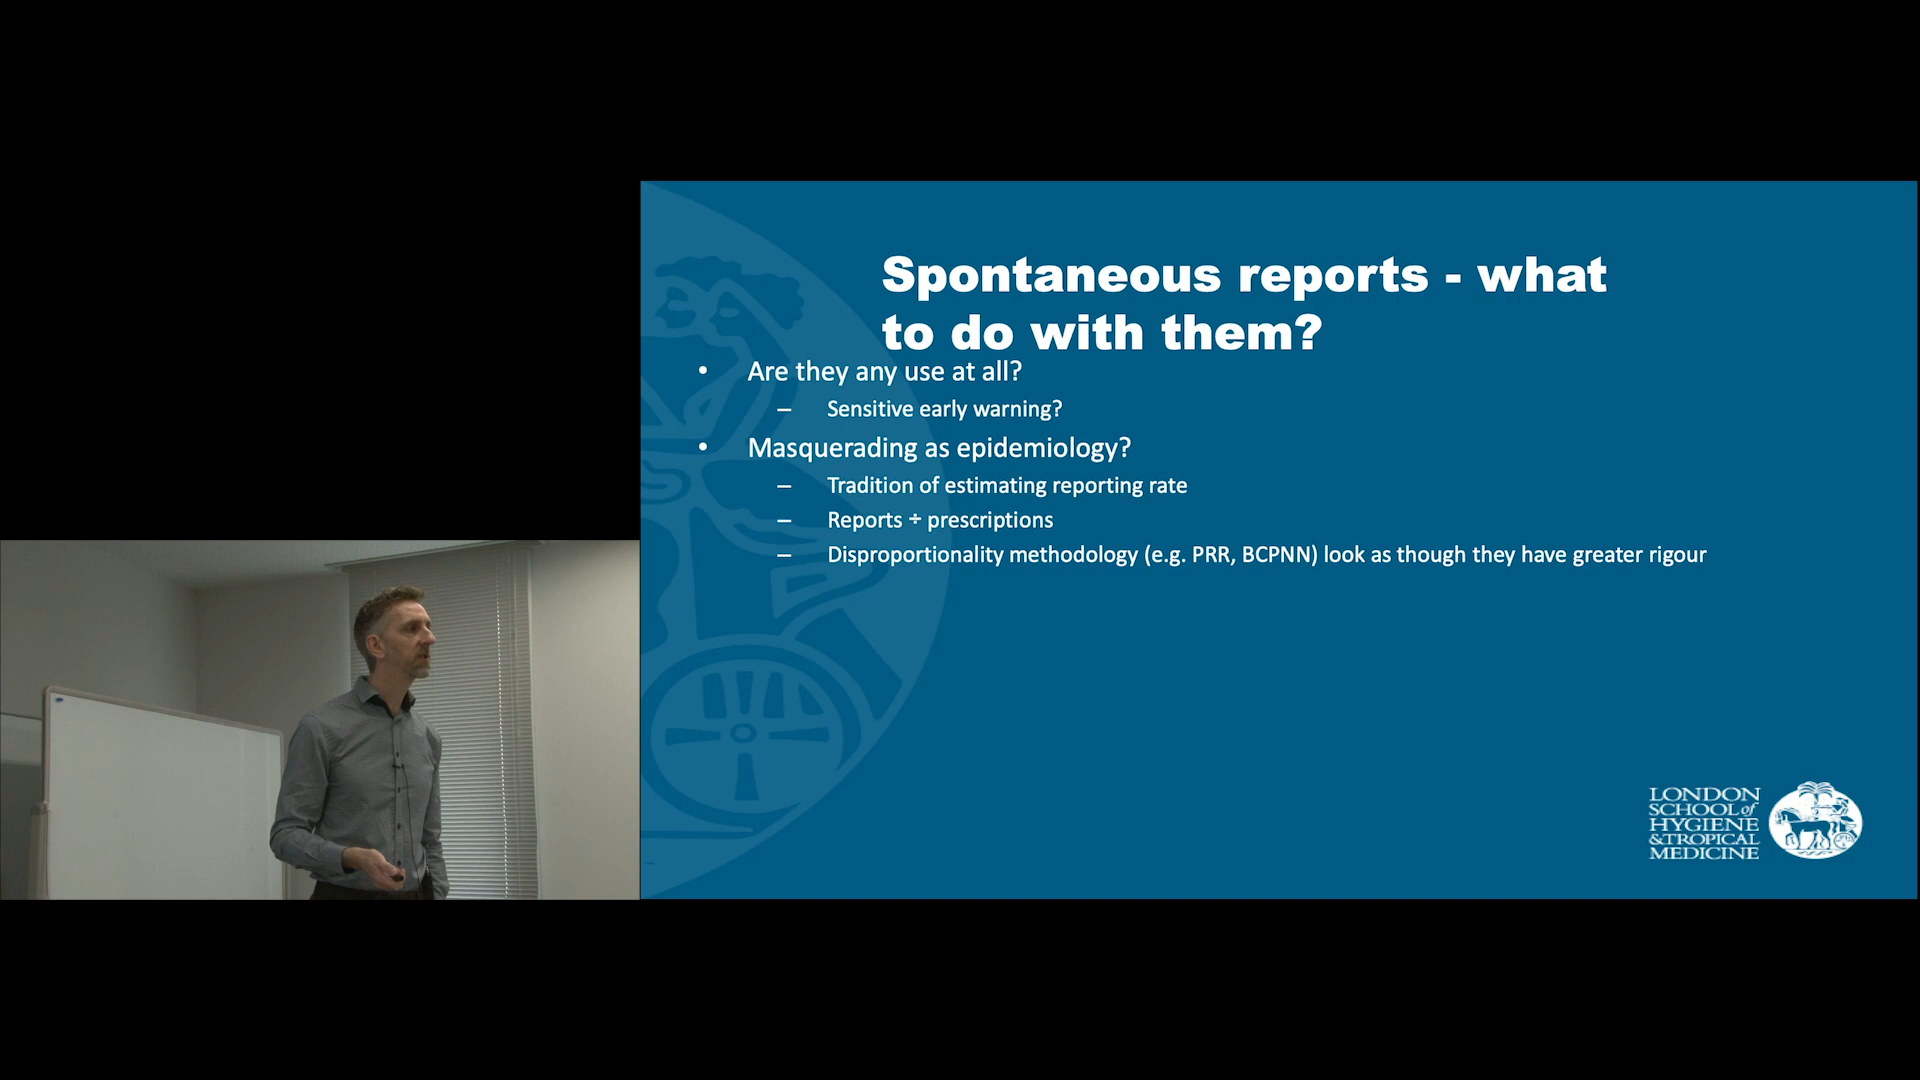 Spontaneous reports - what
to do with them?
• Are they any use at all?
– Sensitive early warning?
• Masquerading as epidemiology?
– Tradition of estimating reporting rate
– Reports ÷ prescriptions
– Disproportionality methodology (e.g. PRR, BCPNN) look as though they have greater rigour
LONDON
SCHOOL of
HYGIENE
& TROPICAL
MEDICINE